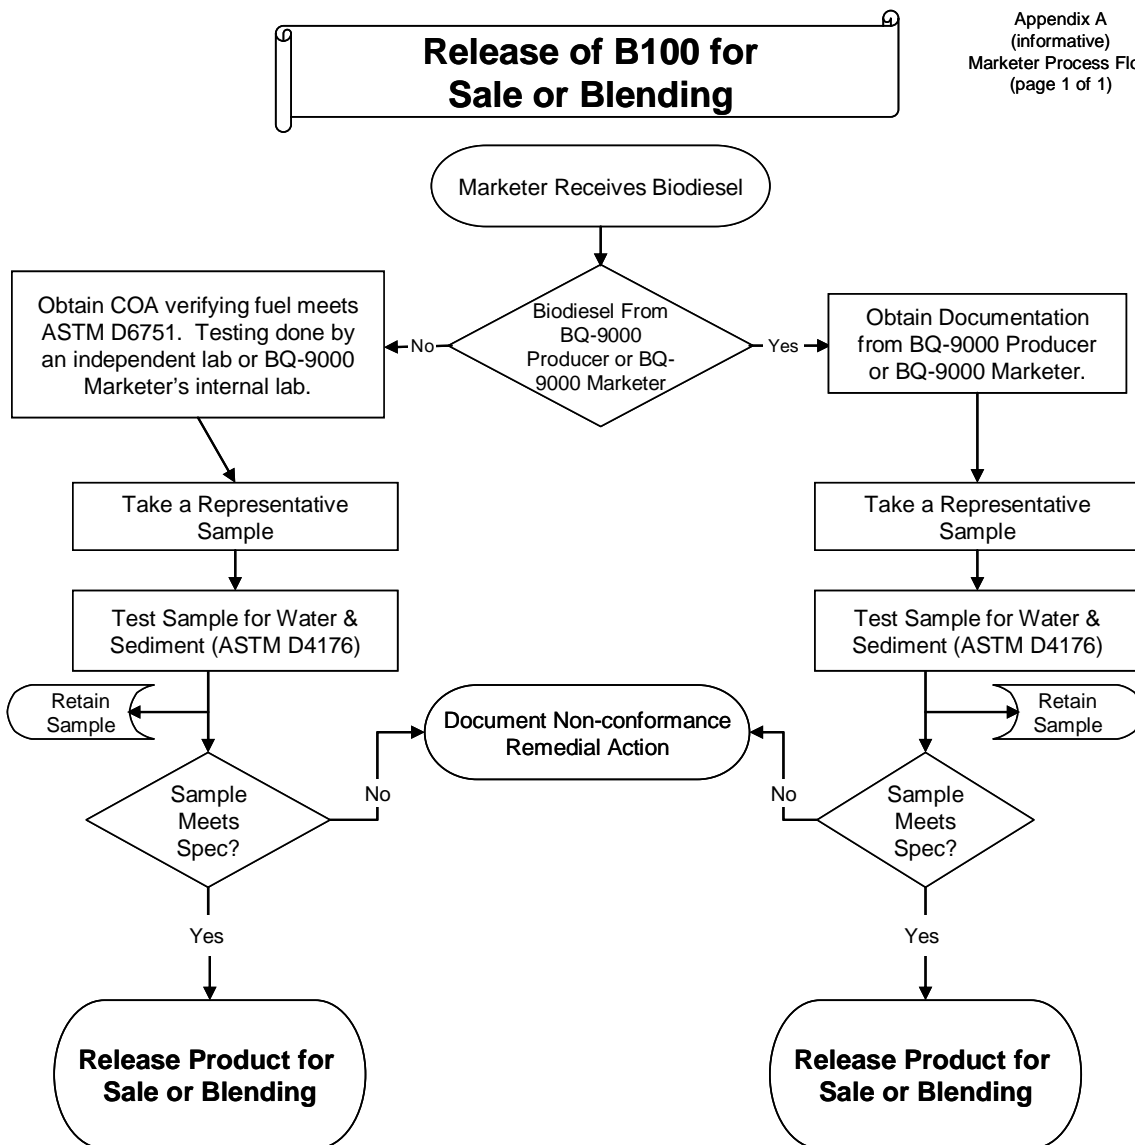 Release of B100 for
Sale or Blending
Appendix A
(informative)
Marketer Process Flo
(page 1 of 1)
Marketer Receives Biodiesel
Biodiesel From
BQ-9000
Producer or BQ-
9000 Marketer
No
Yes
Obtain COA verifying fuel meets
ASTM D6751.  Testing done by
an independent lab or BQ-9000
Marketer's internal lab.
Obtain Documentation
from BQ-9000 Producer
or BQ-9000 Marketer.
Take a Representative
Sample
Take a Representative
Sample
Test Sample for Water &
Sediment (ASTM D4176)
Test Sample for Water &
Sediment (ASTM D4176)
Retain
Sample
Document Non-conformance
Remedial Action
Retain
Sample
No
No
Sample
Meets
Spec?
Sample
Meets
Spec?
Yes
Yes
Release Product for
Sale or Blending
Release Product for
Sale or Blending